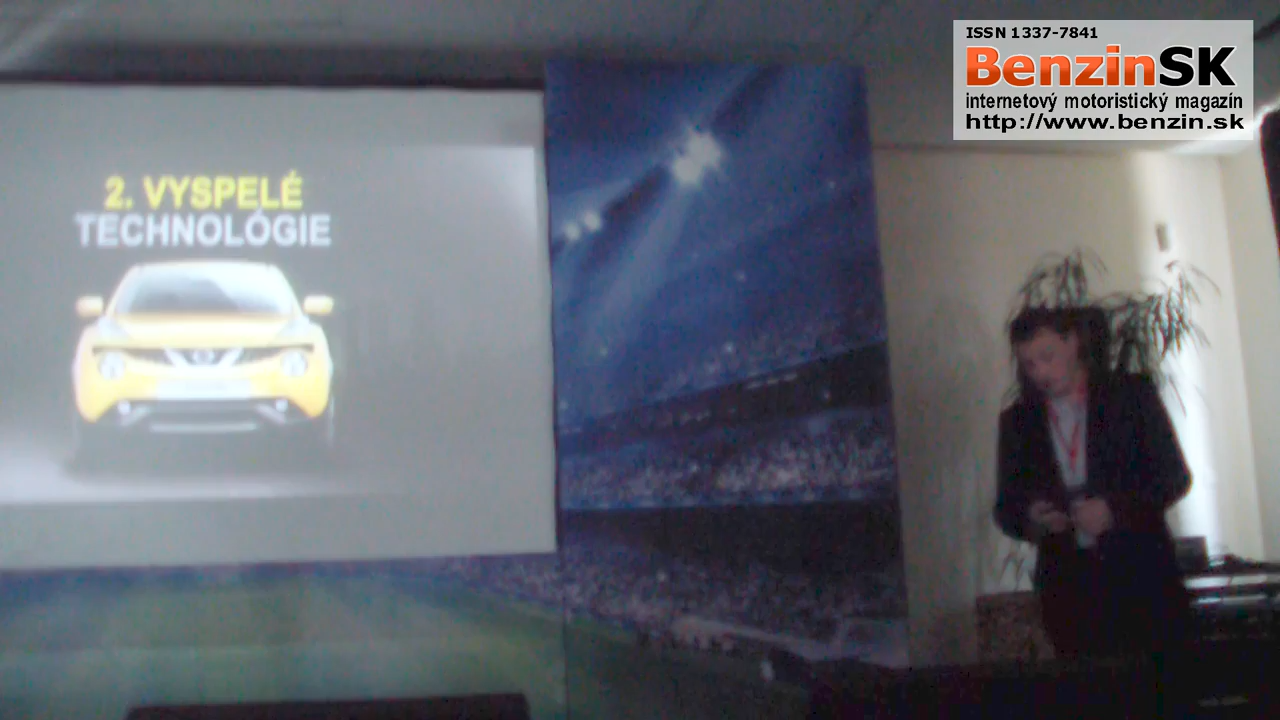 2. VYSPELÉ
TECHNOLÓGIE
ISSN 1337-7841
BenzinSK
internetový motoristický magazín
http://www.benzin.sk